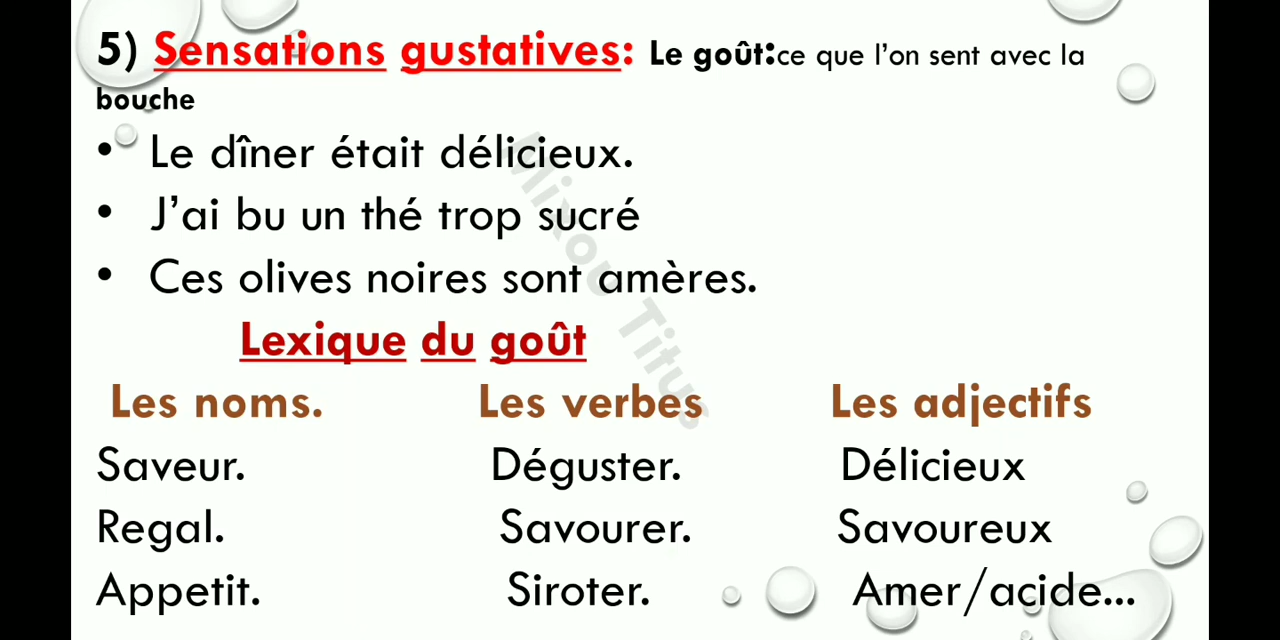 5) Sensations gustatives: Le goût:ce que l’on sent avec la
bouche
• Le dîner était délicieux.
• J’ai bu un thé trop sucré
• Ces olives noires sont amères.
Lexique du goût
Les noms. Les verbes Les adjectifs
Saveur. Déguster. Délicieux
Regal. Savourer. Savoureux
Appetit. Siroter. Amer/acide...
Mixou Titus